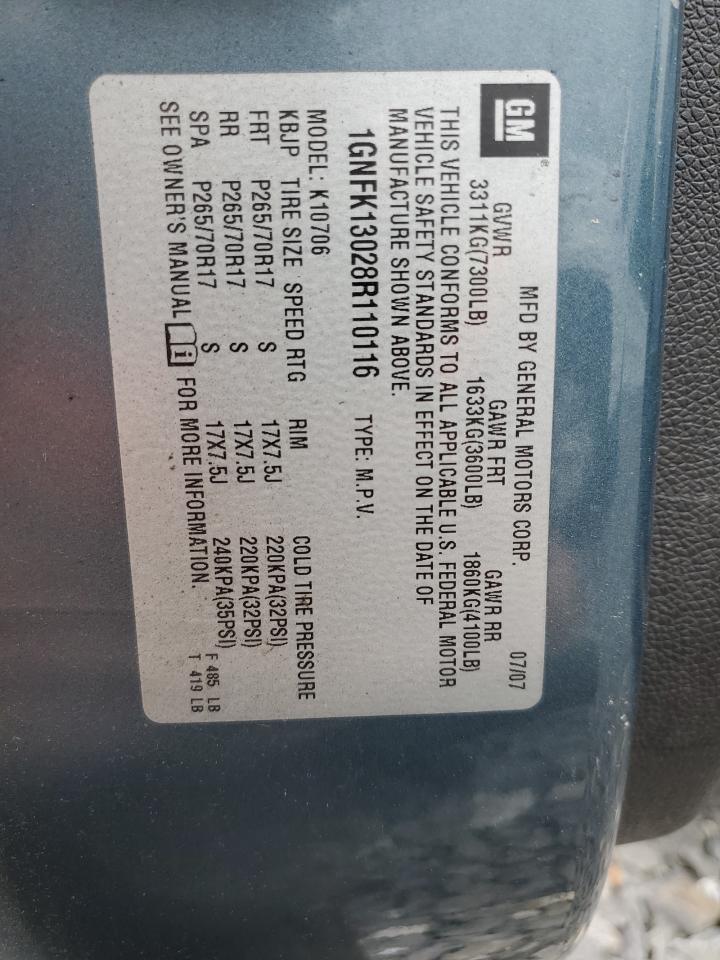 GM®
MFD BY GENERAL MOTORS CORP. 07/07
GVWR GAWR FRT GAWR RR
3311KG(7300LB) 1633KG(3600LB) 1860KG(4100LB)
THIS VEHICLE CONFORMS TO ALL APPLICABLE U.S. FEDERAL MOTOR
VEHICLE SAFETY STANDARDS IN EFFECT ON THE DATE OF
MANUFACTURE SHOWN ABOVE.
1GNFK13028R110116 TYPE: M.P.V.
MODEL: K10706
KBJP TIRE SIZE SPEED RTG RIM COLD TIRE PRESSURE
FRT P265/70R17 S 17X7.5J 220KPA(32PSI)
RR P265/70R17 S 17X7.5J 220KPA(32PSI)
SPA P265/70R17 S 17X7.5J 240KPA(35PSI)
SEE OWNER'S MANUAL i FOR MORE INFORMATION.
F 485 LB
T 419 LB